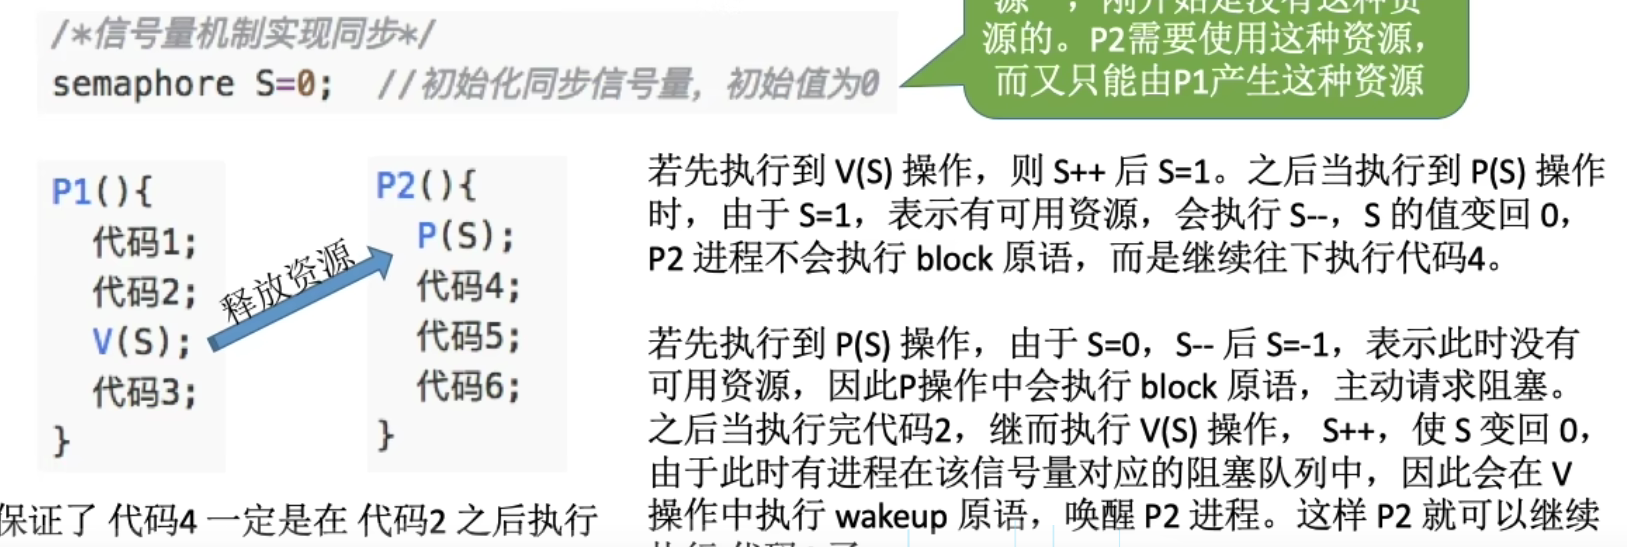 /*信号量机制实现同步*/
semaphore S=0; //初始化同步信号量，初始值为0
源的。P2需要使用这种资源，
而又只能由P1产生这种资源
P1(){
代码1;
代码2;
V(S);
代码3;
}
释放资源
P2(){
P(S);
代码4;
代码5;
代码6;
}
保证了 代码4 一定是在 代码2 之后执行
若先执行到 V(S) 操作，则 S++ 后 S=1。之后当执行到 P(S) 操作
时，由于 S=1，表示有可用资源，会执行 S--，S 的值变回 0，
P2 进程不会执行 block 原语，而是继续往下执行代码4。
若先执行到 P(S) 操作，由于 S=0，S-- 后 S=-1，表示此时没有
可用资源，因此P操作中会执行 block 原语，主动请求阻塞。
之后当执行完代码2，继而执行 V(S) 操作， S++，使 S 变回 0，
由于此时有进程在该信号量对应的阻塞队列中，因此会在 V
操作中执行 wakeup 原语，唤醒 P2 进程。这样 P2 就可以继续